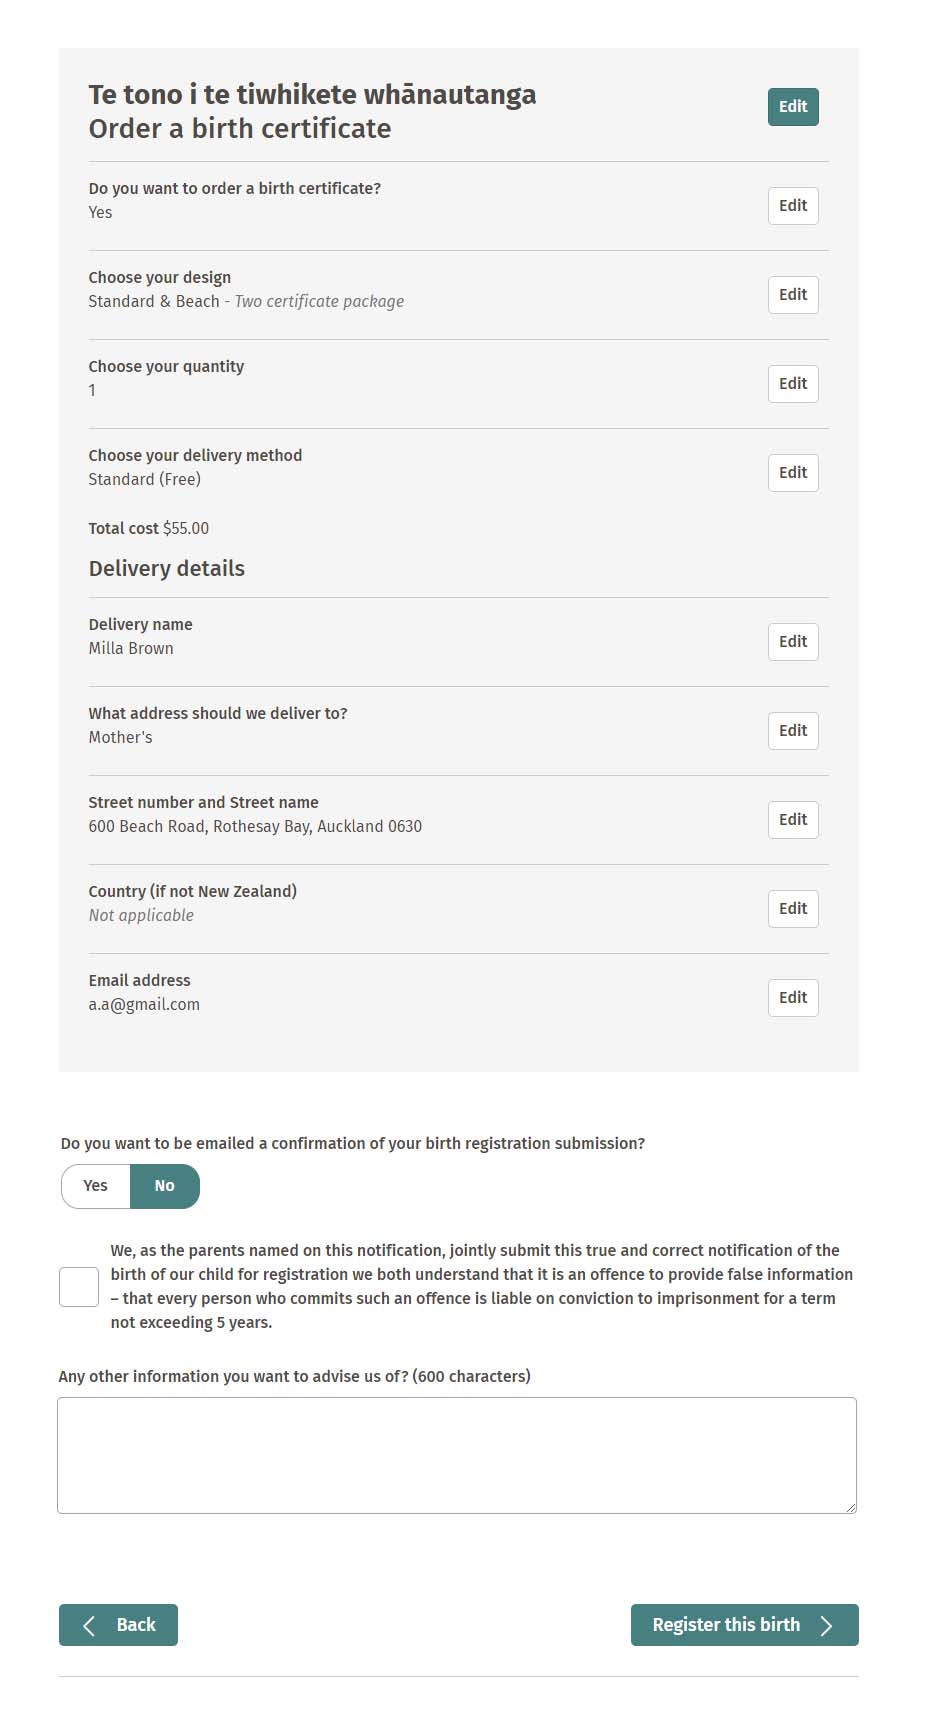 Te tono i te tiwhikete whānautanga
Order a birth certificate
Edit
Do you want to order a birth certificate?
Yes
Edit
Choose your design
Standard & Beach - Two certificate package
Edit
Choose your quantity
1
Edit
Choose your delivery method
Standard (Free)
Edit
Total cost $55.00
Delivery details
Delivery name
Milla Brown
Edit
What address should we deliver to?
Mother's
Edit
Street number and Street name
600 Beach Road, Rothesay Bay, Auckland 0630
Edit
Country (if not New Zealand)
Not applicable
Edit
Email address
a.a@gmail.com
Edit
Do you want to be emailed a confirmation of your birth registration submission?
Yes No
We, as the parents named on this notification, jointly submit this true and correct notification of the
birth of our child for registration we both understand that it is an offence to provide false information
– that every person who commits such an offence is liable on conviction to imprisonment for a term
not exceeding 5 years.
Any other information you want to advise us of? (600 characters)
Back
Register this birth